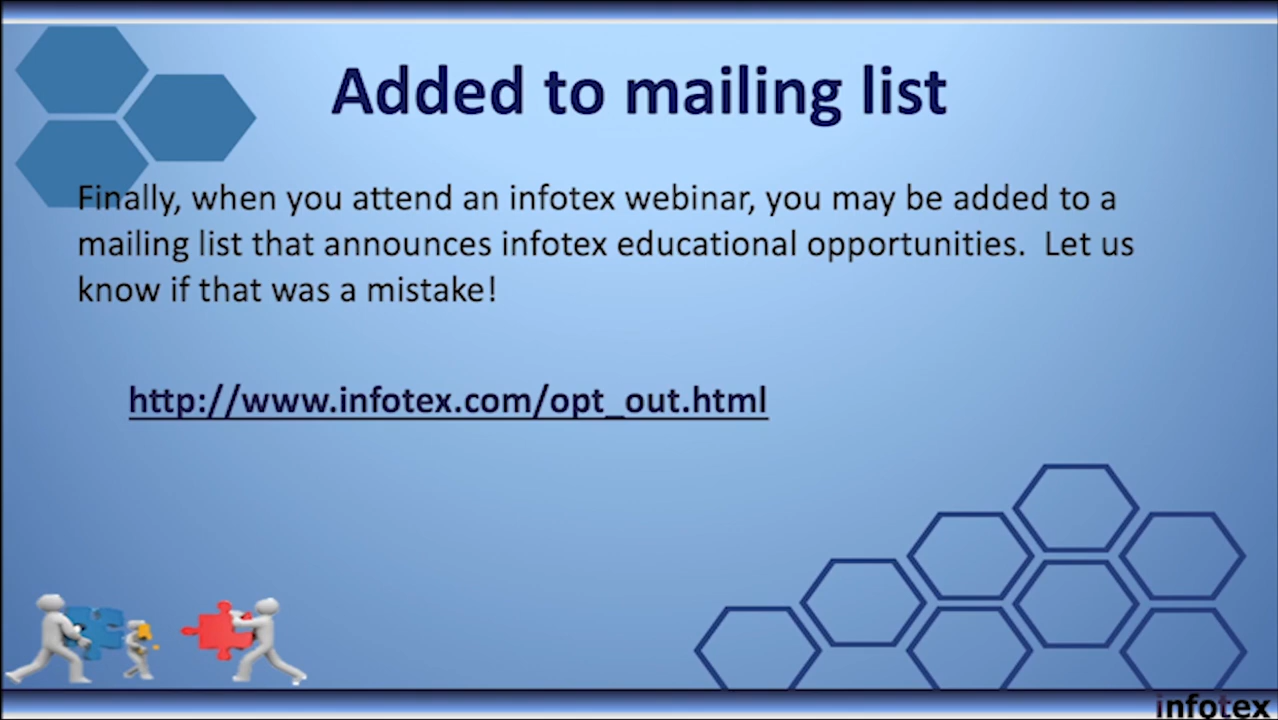 Added to mailing list
Finally, when you attend an infotex webinar, you may be added to a
mailing list that announces infotex educational opportunities.  Let us
know if that was a mistake!
http://www.infotex.com/opt_out.html
infotex